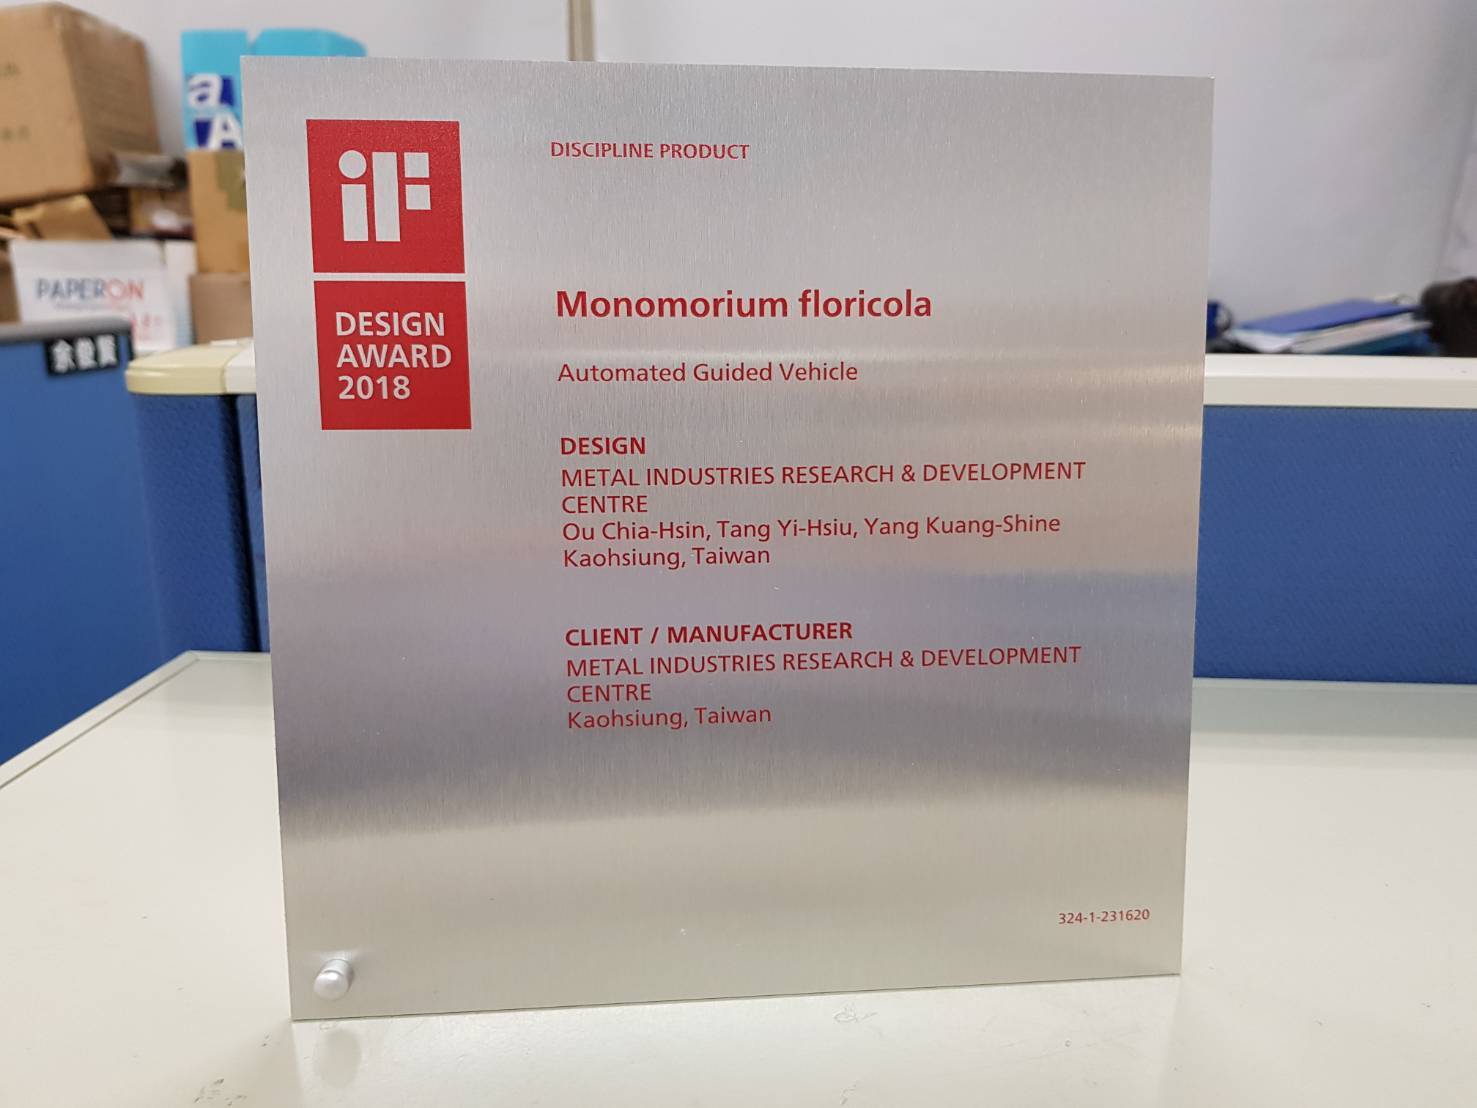 iF
DESIGN
AWARD
2018
DISCIPLINE PRODUCT
Monomorium floricola
Automated Guided Vehicle
DESIGN
METAL INDUSTRIES RESEARCH & DEVELOPMENT
CENTRE
Ou Chia-Hsin, Tang Yi-Hsiu, Yang Kuang-Shine
Kaohsiung, Taiwan
CLIENT / MANUFACTURER
METAL INDUSTRIES RESEARCH & DEVELOPMENT
CENTRE
Kaohsiung, Taiwan
324-1-231620
PAPERON